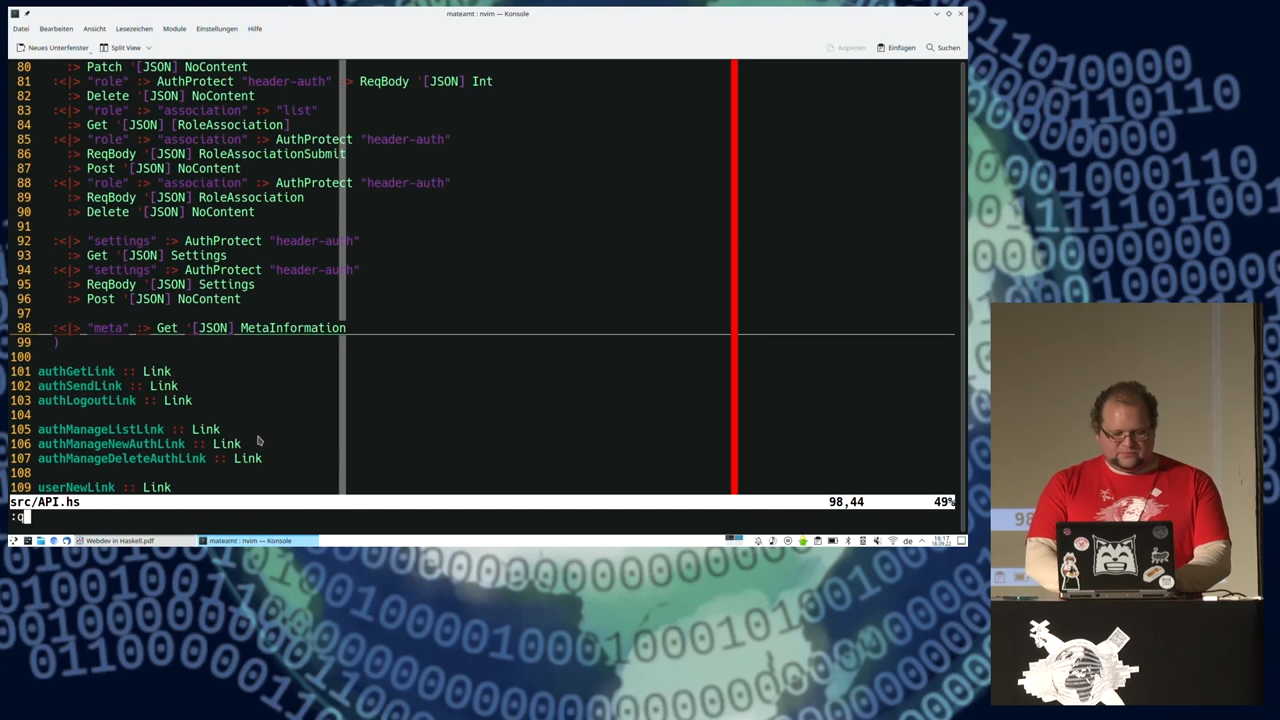 mateamt : nvim — Konsole
Datei Bearbeiten Ansicht Lesezeichen Module Einstellungen Hilfe
Neues Unterfenster Split View Kopieren Einfügen Suchen
80 :> Patch '[JSON] NoContent
81 :<|> "role" :> AuthProtect "header-auth" :> ReqBody '[JSON] Int
82 :> Delete '[JSON] NoContent
83 :<|> "role" :> "association" :> "list"
84 :> Get '[JSON] [RoleAssociation]
85 :<|> "role" :> "association" :> AuthProtect "header-auth"
86 :> ReqBody '[JSON] RoleAssociationSubmit
87 :> Post '[JSON] NoContent
88 :<|> "role" :> "association" :> AuthProtect "header-auth"
89 :> ReqBody '[JSON] RoleAssociation
90 :> Delete '[JSON] NoContent
91
92 :<|> "settings" :> AuthProtect "header-auth"
93 :> Get '[JSON] Settings
94 :<|> "settings" :> AuthProtect "header-auth"
95 :> ReqBody '[JSON] Settings
96 :> Post '[JSON] NoContent
97
98 :<|> "meta" :> Get '[JSON] MetaInformation
99 )
100
101 authGetLink :: Link
102 authSendLink :: Link
103 authLogoutLink :: Link
104
105 authManageListLink :: Link
106 authManageNewAuthLink :: Link
107 authManageDeleteAuthLink :: Link
108
109 userNewLink :: Link
src/API.hs 98,44 49%
:q
Webdev in Haskell.pdf mateamt : nvim — Konsole de 16:17
18.09.22